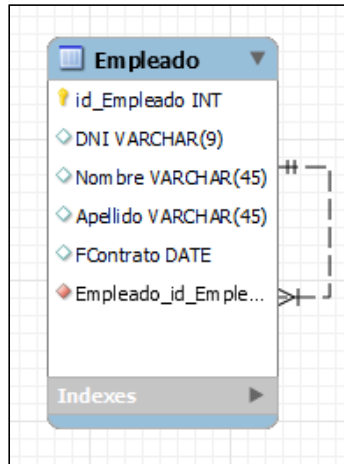 Empleado
id_Empleado INT
DNI VARCHAR(9)
Nombre VARCHAR(45)
Apellido VARCHAR(45)
FContrato DATE
Empleado_id_Emple...
Indexes